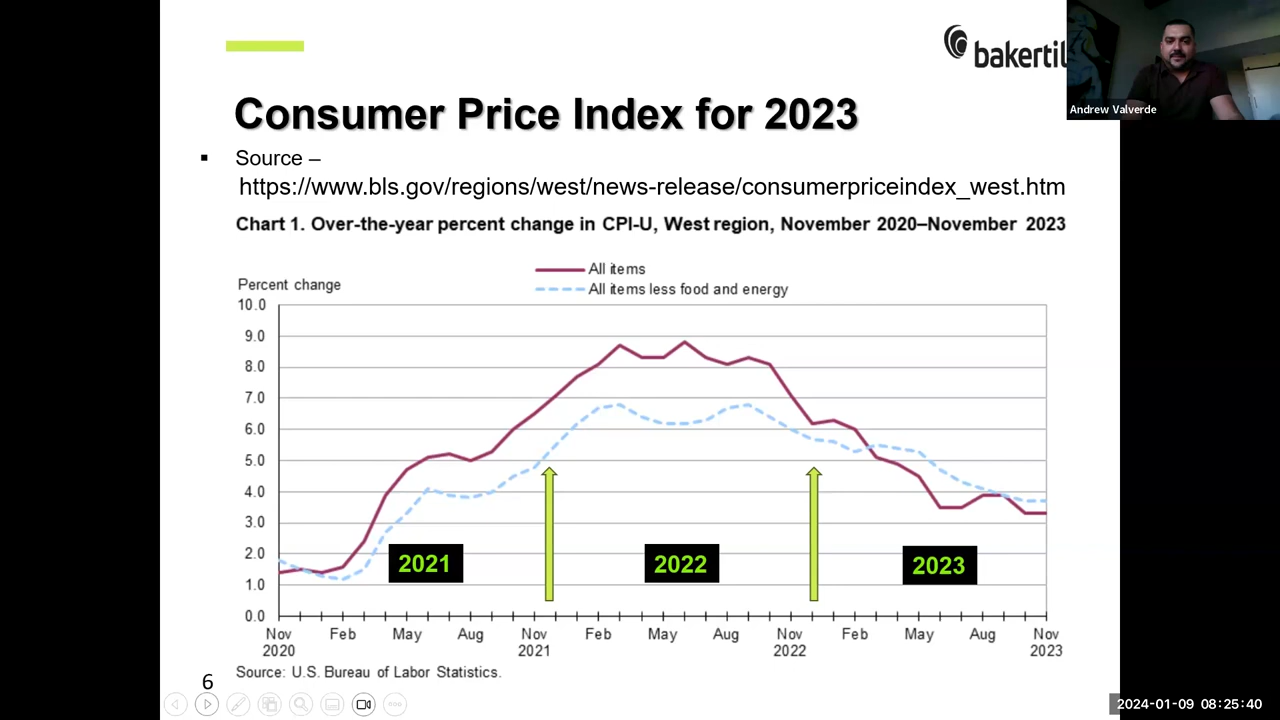 bakertil
Andrew Valverde
Consumer Price Index for 2023
▪ Source –
https://www.bls.gov/regions/west/news-release/consumerpriceindex_west.htm
Chart 1. Over-the-year percent change in CPI-U, West region, November 2020–November 2023
All items
All items less food and energy
Percent change
10.0
9.0
8.0
7.0
6.0
5.0
4.0
3.0
2.0
1.0
0.0
2021
2022
2023
Nov Feb May Aug Nov Feb May Aug Nov Feb May Aug Nov
2020 2021 2022 2023
Source: U.S. Bureau of Labor Statistics.
6
2024-01-09 08:25:40